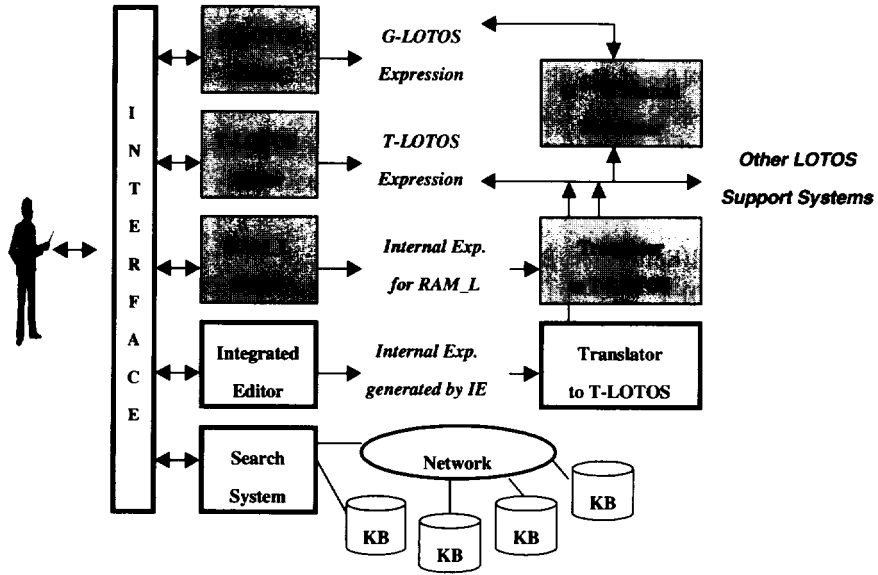 INTERFACE
G-LOTOS
Expression
T-LOTOS
Expression
Other LOTOS
Support Systems
Internal Exp.
for RAM_L
Integrated
Editor
Internal Exp.
generated by IE
Translator
to T-LOTOS
Search
System
Network
KB
KB
KB
KB